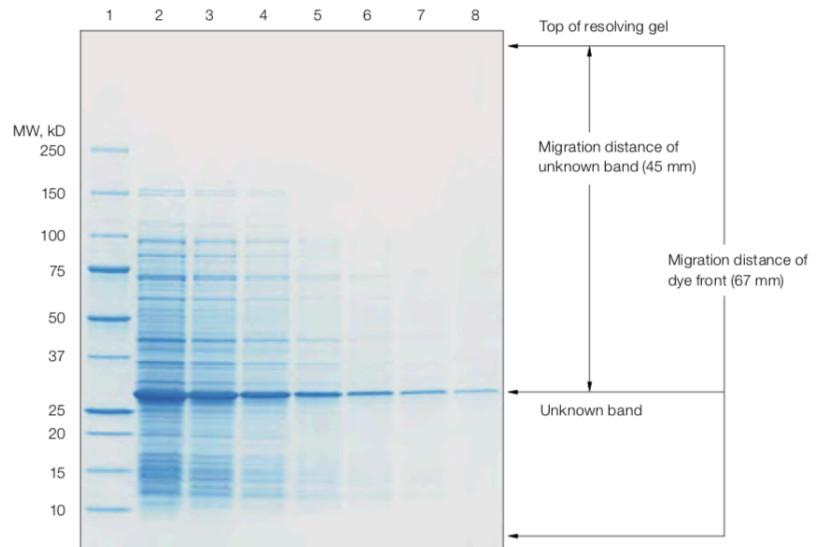 1 2 3 4 5 6 7 8
Top of resolving gel
MW, kD
250
150
100
75
50
37
25
20
15
10
Migration distance of
unknown band (45 mm)
Migration distance of
dye front (67 mm)
Unknown band